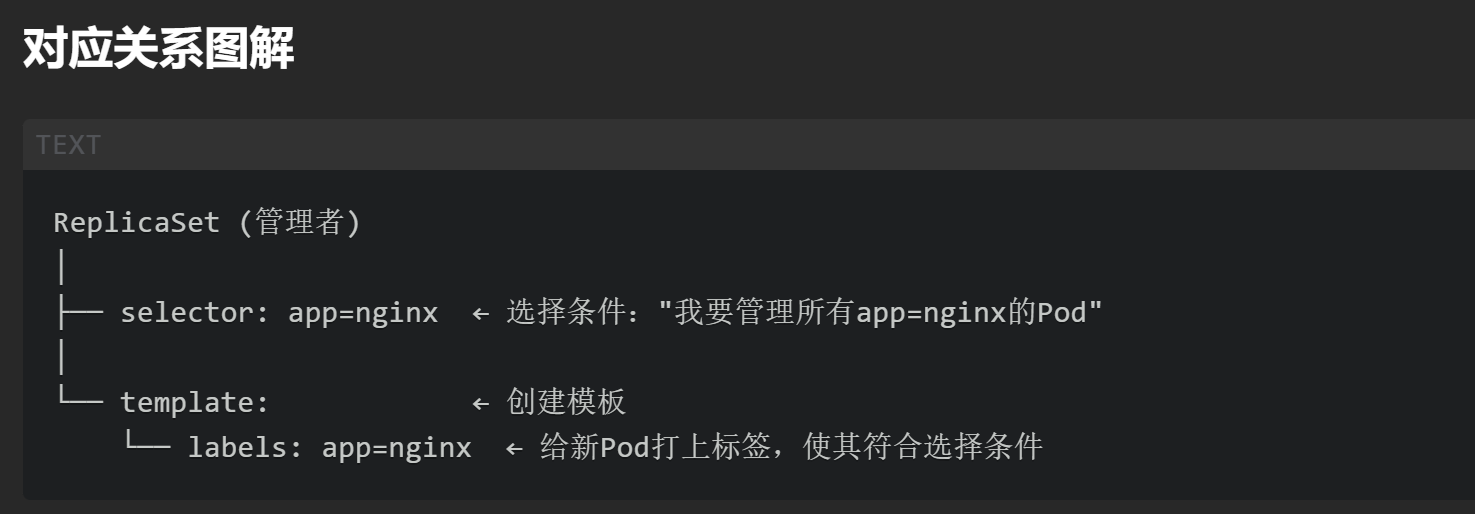 对应关系图解
TEXT
ReplicaSet (管理者)
│
├── selector: app=nginx  ← 选择条件："我要管理所有app=nginx的Pod"
│
└── template:            ← 创建模板
    └── labels: app=nginx  ← 给新Pod打上标签，使其符合选择条件